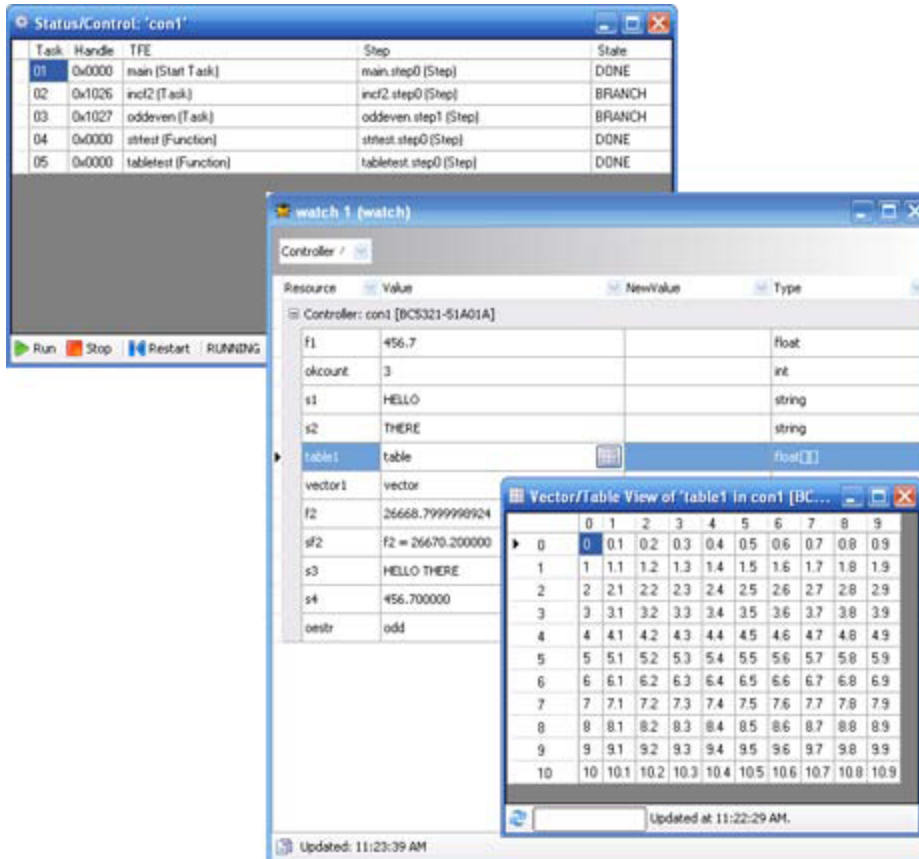 Status/Control: 'con1'
Task Handle TFE Step State
01 0x0000 main (Start Task) main.step0 (Step) DONE
02 0x1026 incf2 (Task) incf2.step0 (Step) BRANCH
03 0x1027 oddeven (Task) oddeven.step1 (Step) BRANCH
04 0x0000 strtest (Function) strtest.step0 (Step) DONE
05 0x0000 tabletest (Function) tabletest.step0 (Step) DONE
Run Stop Restart RUNNING
watch 1 (watch)
Controller /
Resource Value NewValue Type
Controller: con1 [BC5321-51A01A]
f1 456.7 float
okcount 3 int
s1 HELLO string
s2 THERE string
table1 table float[][]
vector1 vector
f2 26668.7999998924
sf2 f2 = 26670.200000
s3 HELLO THERE
s4 456.700000
oestr odd
Updated: 11:23:39 AM
Vector/Table View of 'table1 in con1 [BC...
0 1 2 3 4 5 6 7 8 9
0 0 0.1 0.2 0.3 0.4 0.5 0.6 0.7 0.8 0.9
1 1 1.1 1.2 1.3 1.4 1.5 1.6 1.7 1.8 1.9
2 2 2.1 2.2 2.3 2.4 2.5 2.6 2.7 2.8 2.9
3 3 3.1 3.2 3.3 3.4 3.5 3.6 3.7 3.8 3.9
4 4 4.1 4.2 4.3 4.4 4.5 4.6 4.7 4.8 4.9
5 5 5.1 5.2 5.3 5.4 5.5 5.6 5.7 5.8 5.9
6 6 6.1 6.2 6.3 6.4 6.5 6.6 6.7 6.8 6.9
7 7 7.1 7.2 7.3 7.4 7.5 7.6 7.7 7.8 7.9
8 8 8.1 8.2 8.3 8.4 8.5 8.6 8.7 8.8 8.9
9 9 9.1 9.2 9.3 9.4 9.5 9.6 9.7 9.8 9.9
10 10 10.1 10.2 10.3 10.4 10.5 10.6 10.7 10.8 10.9
Updated at 11:22:29 AM.